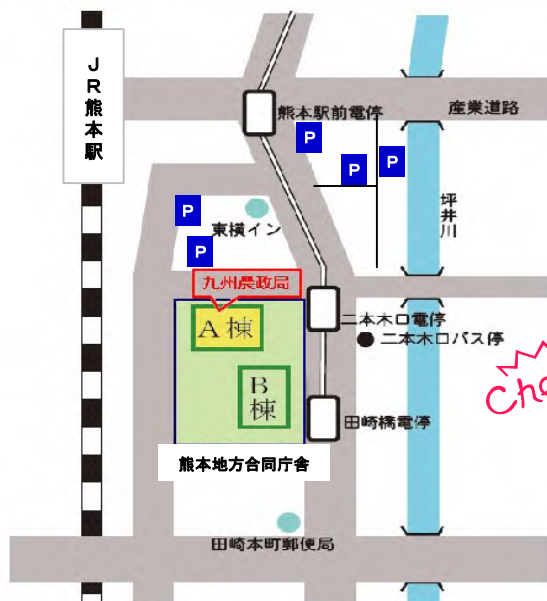 JR熊本駅
熊本駅前電停
産業道路
P
P
P
坪井川
P
東横イン
P
九州農政局
A棟
二本木口電停
二本木口バス停
B棟
田崎橋電停
熊本地方合同庁舎
田崎本町郵便局